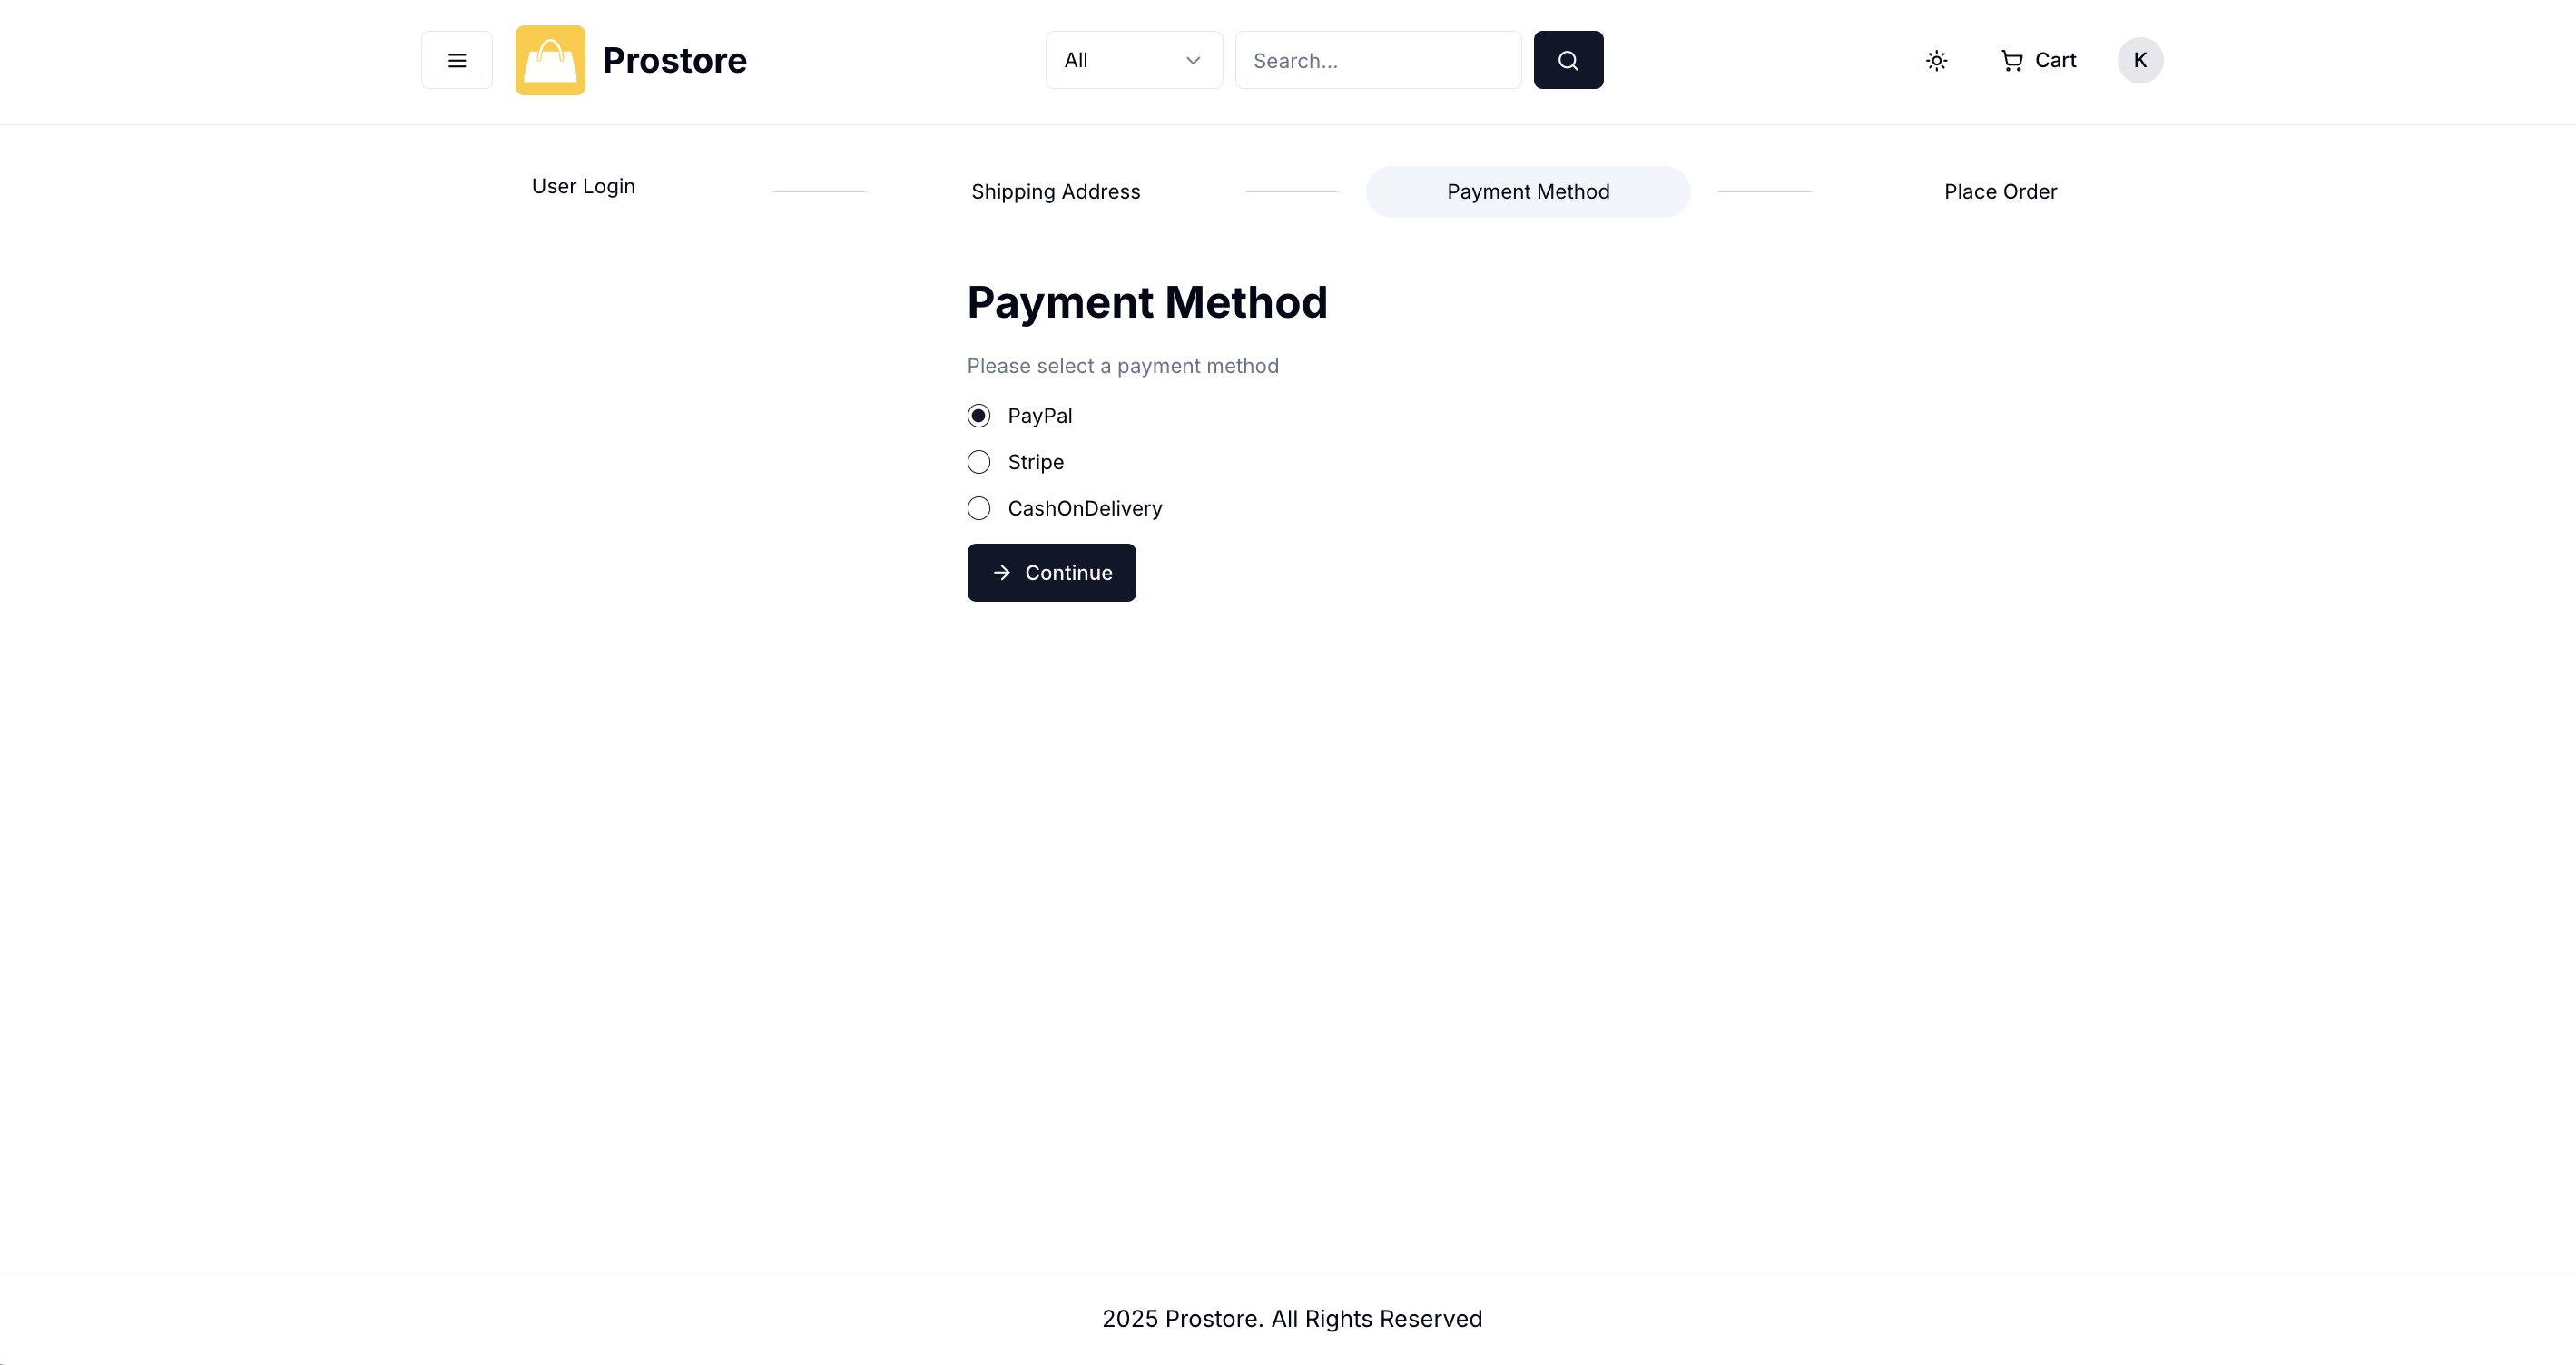 Prostore
All
Search...
Cart
K
User Login
Shipping Address
Payment Method
Place Order
Payment Method
Please select a payment method
PayPal
Stripe
CashOnDelivery
Continue
2025 Prostore. All Rights Reserved